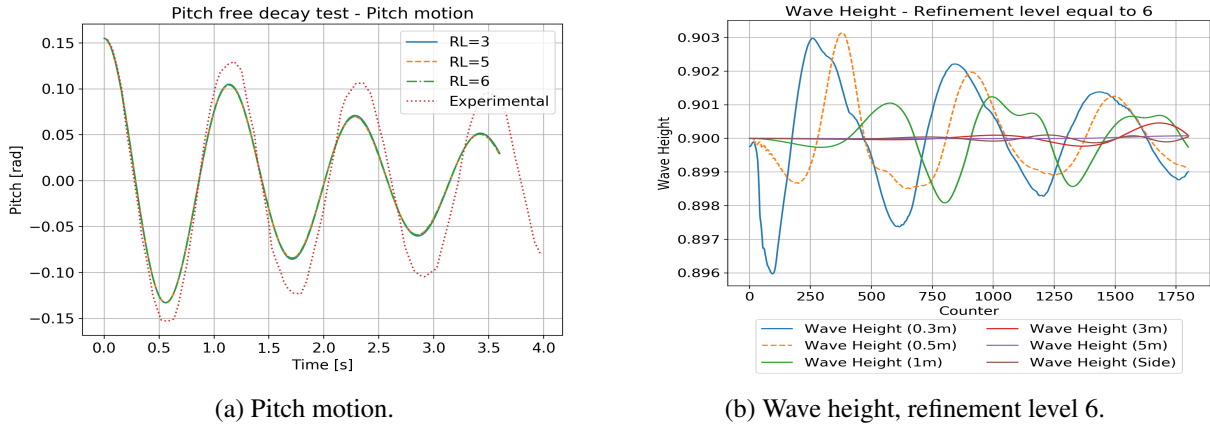 Pitch free decay test - Pitch motion
Pitch [rad]
0.15
0.10
0.05
0.00
−0.05
−0.10
−0.15
RL=3
RL=5
RL=6
Experimental
0.0 0.5 1.0 1.5 2.0 2.5 3.0 3.5 4.0
Time [s]
(a) Pitch motion.
Wave Height - Refinement level equal to 6
Wave Height
0.903
0.902
0.901
0.900
0.899
0.898
0.897
0.896
0 250 500 750 1000 1250 1500 1750
Counter
Wave Height (0.3m)
Wave Height (0.5m)
Wave Height (1m)
Wave Height (3m)
Wave Height (5m)
Wave Height (Side)
(b) Wave height, refinement level 6.